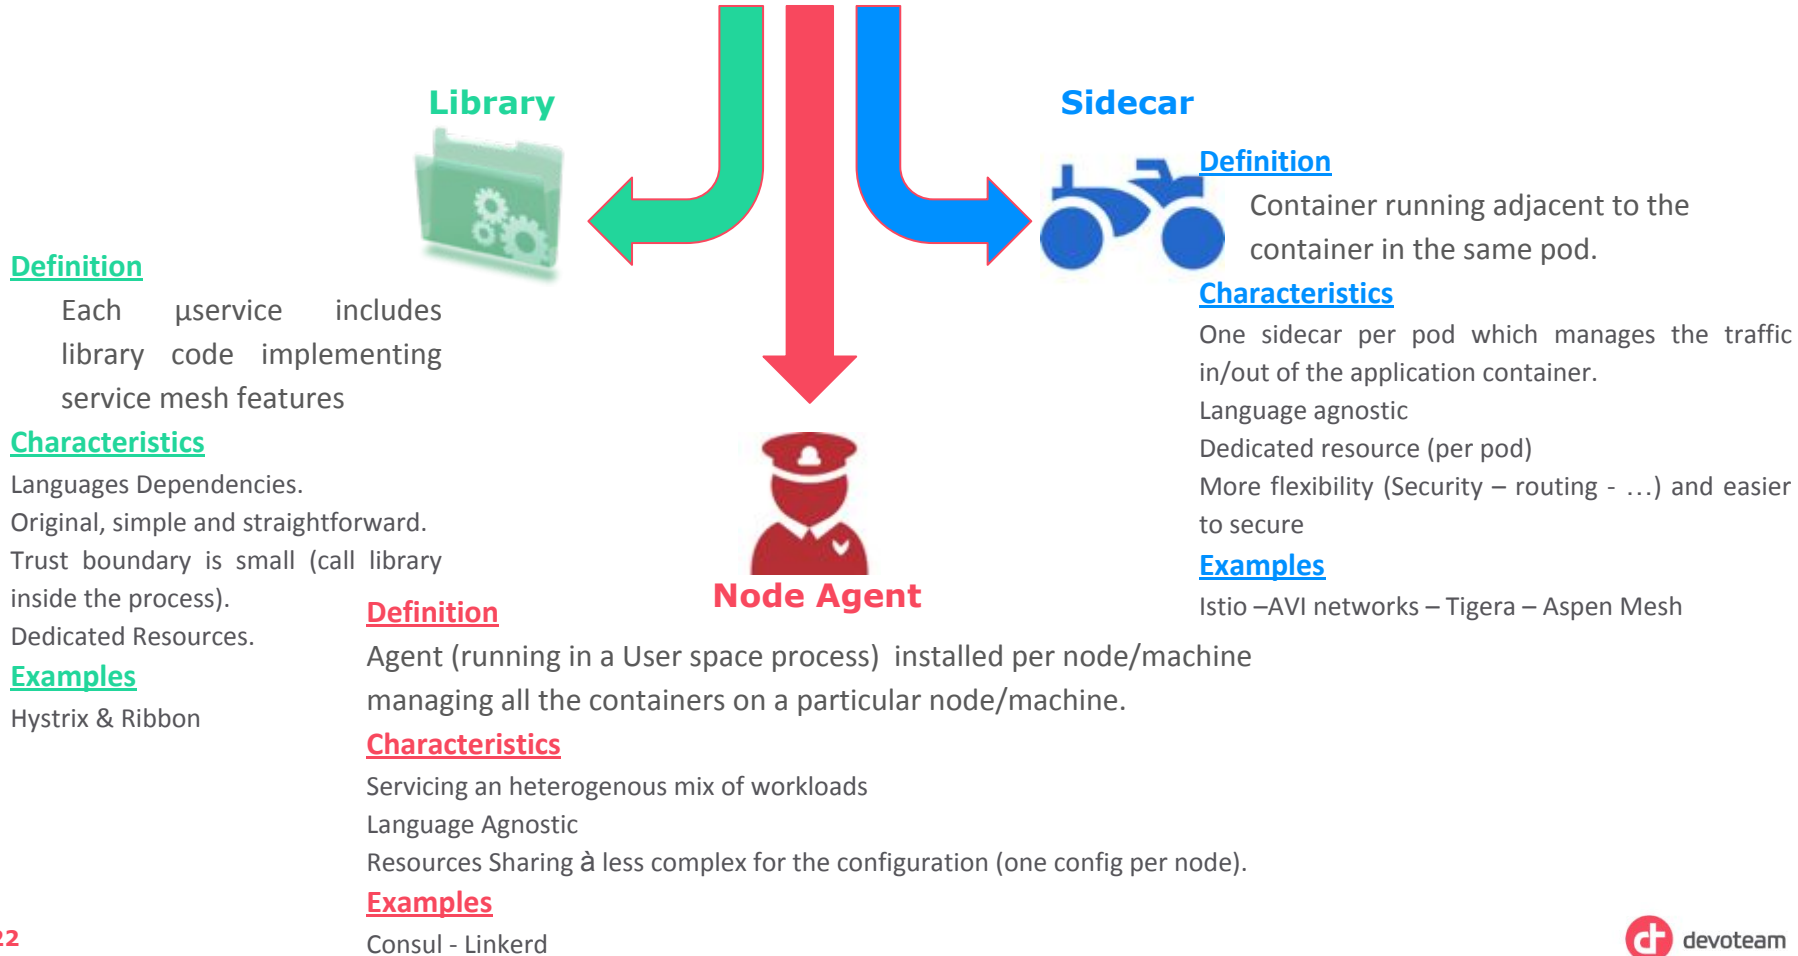 Library
Definition
Each μservice includes
library code implementing
service mesh features
Characteristics
Languages Dependencies.
Original, simple and straightforward.
Trust boundary is small (call library
inside the process).
Dedicated Resources.
Examples
Hystrix & Ribbon
Node Agent
Definition
Agent (running in a User space process) installed per node/machine
managing all the containers on a particular node/machine.
Characteristics
Servicing an heterogenous mix of workloads
Language Agnostic
Resources Sharing à less complex for the configuration (one config per node).
Examples
Consul - Linkerd
Sidecar
Definition
Container running adjacent to the
container in the same pod.
Characteristics
One sidecar per pod which manages the traffic
in/out of the application container.
Language agnostic
Dedicated resource (per pod)
More flexibility (Security – routing - …) and easier
to secure
Examples
Istio –AVI networks – Tigera – Aspen Mesh
22
devoteam